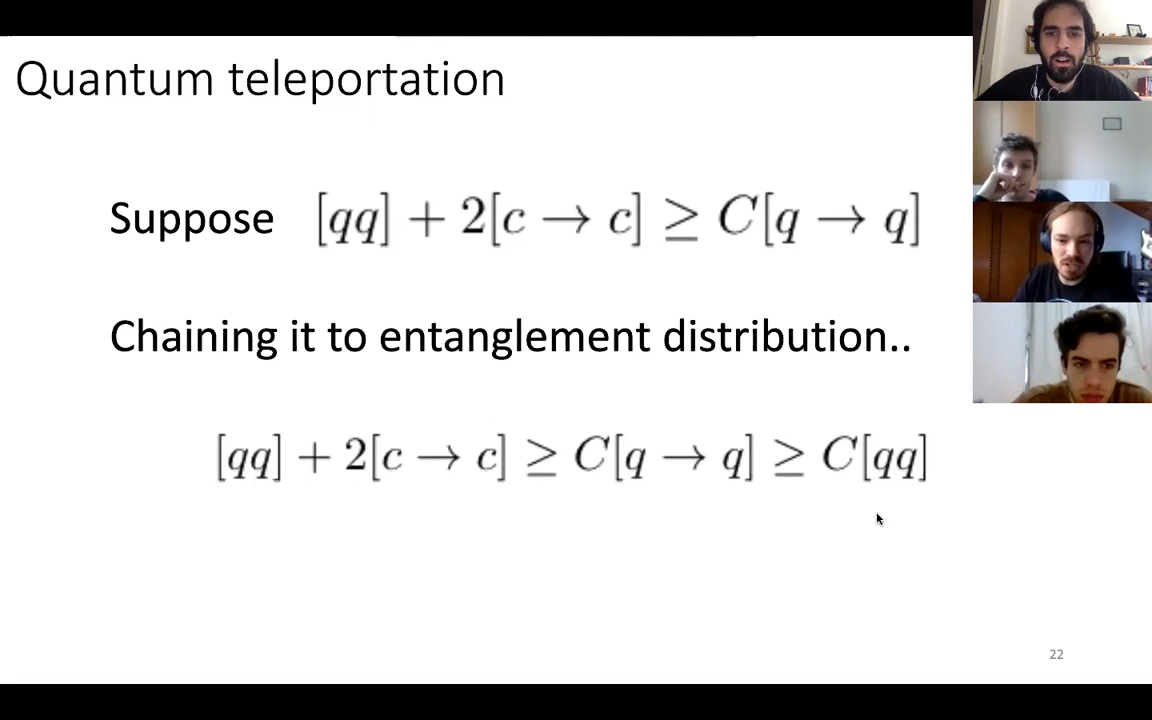 Quantum teleportation
Suppose [qq] + 2[c → c] ≥ C[q → q]
Chaining it to entanglement distribution..
[qq] + 2[c → c] ≥ C[q → q] ≥ C[qq]
22